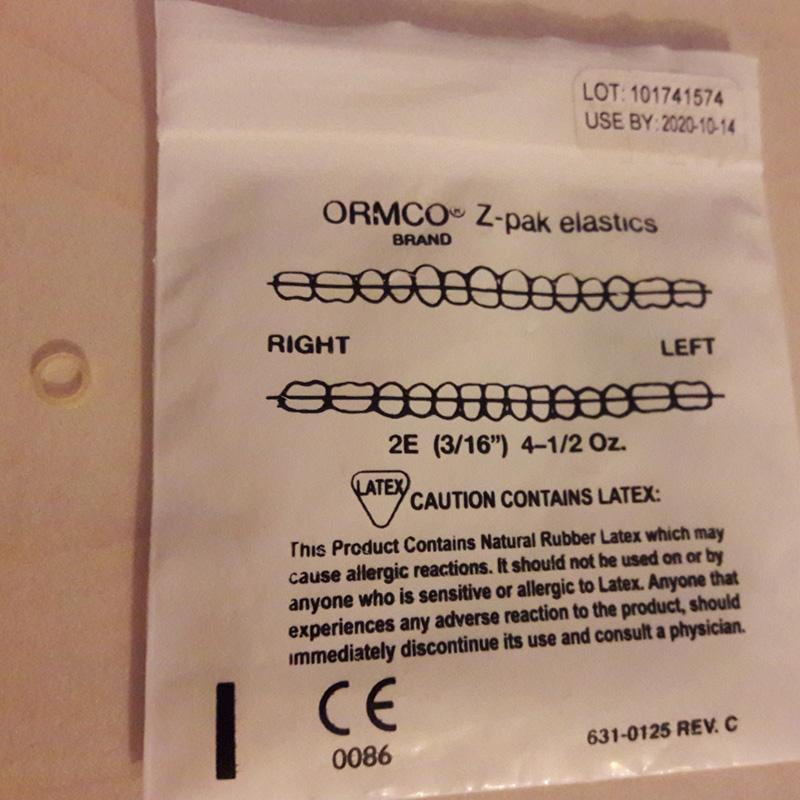 LOT: 101741574
USE BY: 2020-10-14
ORMCO® Z-pak elastics
BRAND
RIGHT LEFT
2E (3/16”) 4–1/2 Oz.
LATEX CAUTION CONTAINS LATEX:
This Product Contains Natural Rubber Latex which may
cause allergic reactions. It should not be used on or by
anyone who is sensitive or allergic to Latex. Anyone that
experiences any adverse reaction to the product, should
immediately discontinue its use and consult a physician.
CE
0086
631-0125 REV. C